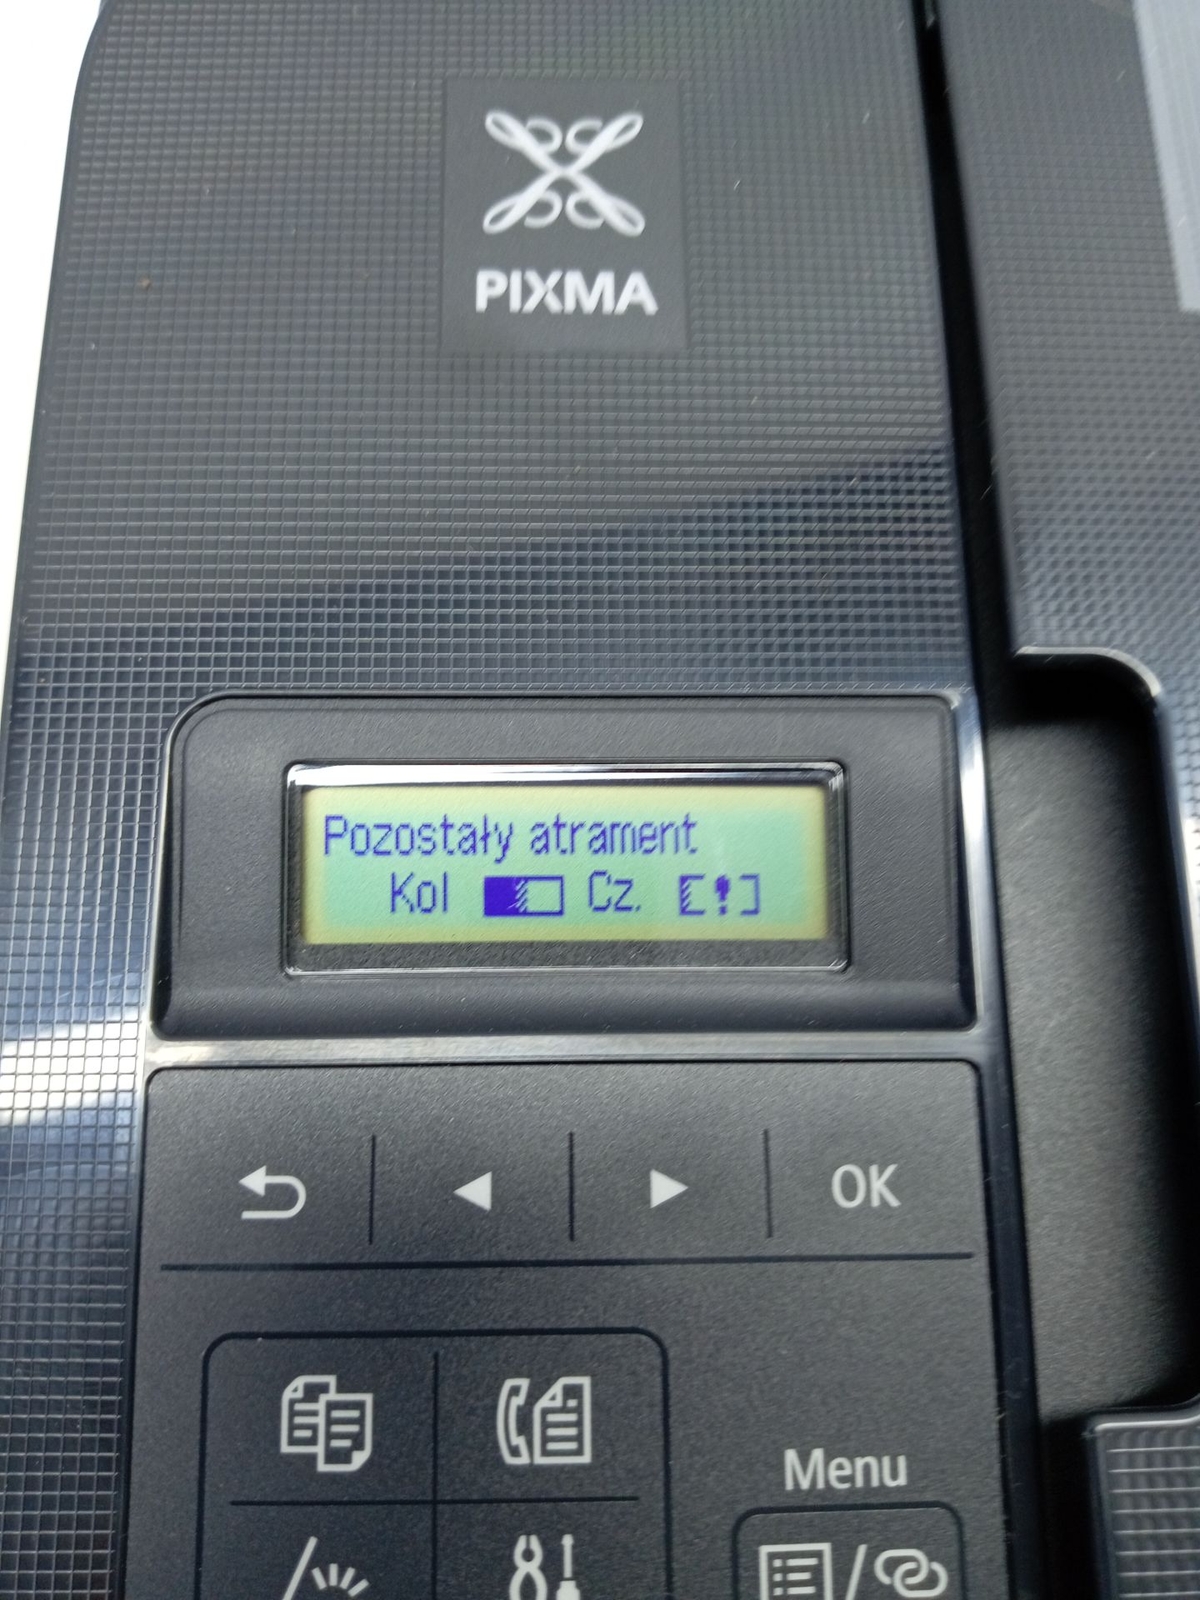 PIXMA
Pozostały atrament
Kol Cz. [!]
OK
Menu